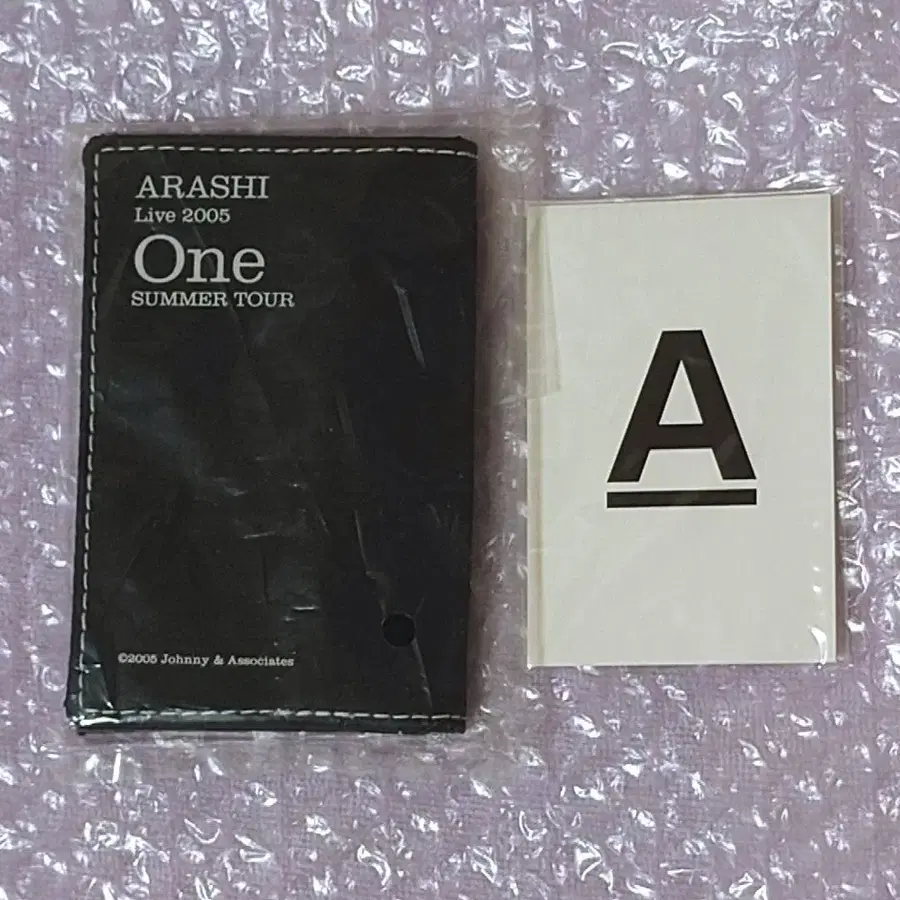 ARASHI
Live 2005
One
SUMMER TOUR
©2005 Johnny & Associates
A